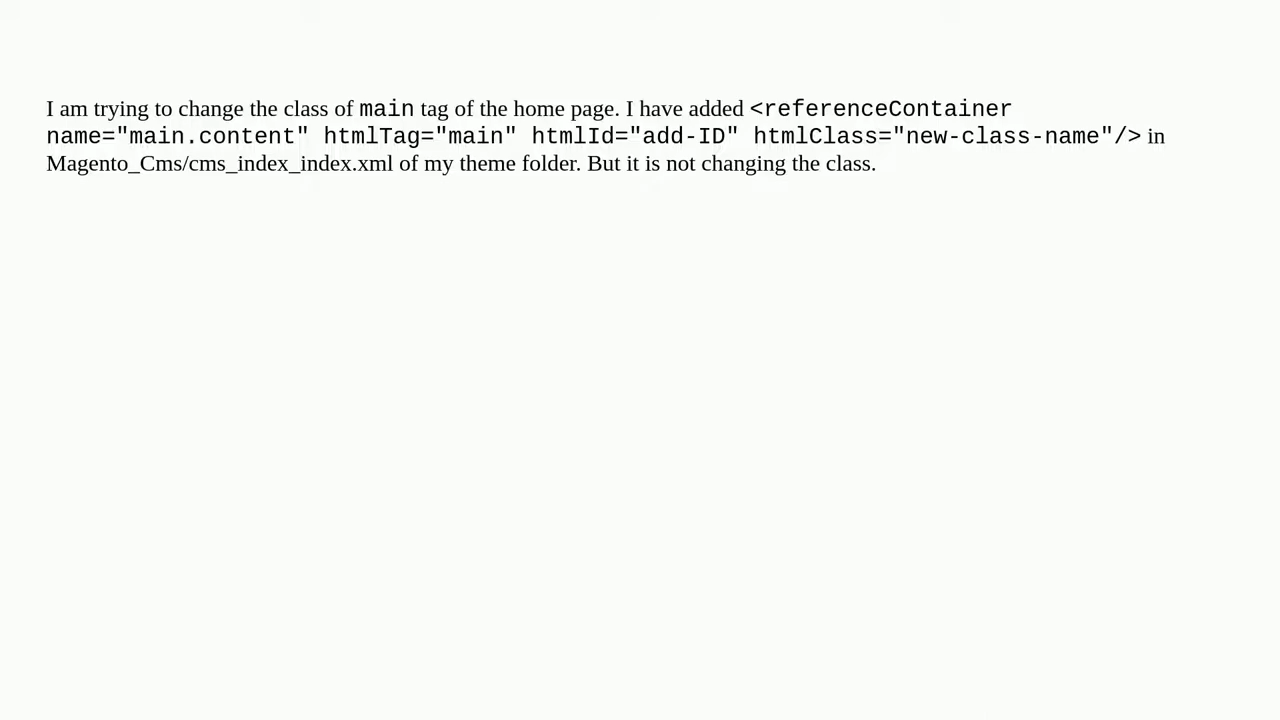 I am trying to change the class of main tag of the home page. I have added <referenceContainer
name="main.content" htmlTag="main" htmlId="add-ID" htmlClass="new-class-name"/> in
Magento_Cms/cms_index_index.xml of my theme folder. But it is not changing the class.